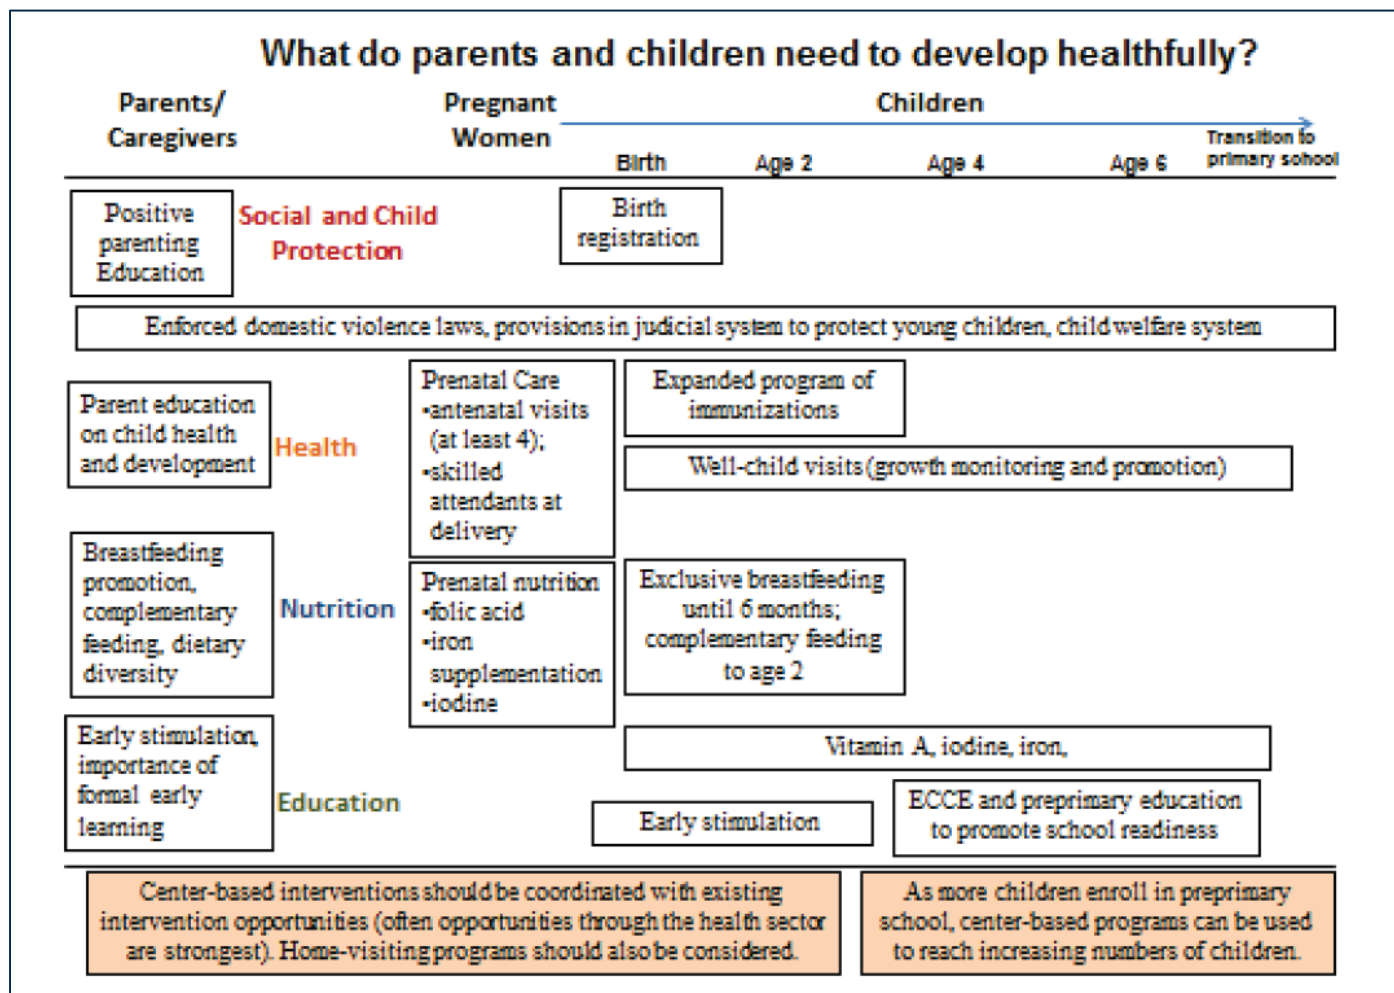 What do parents and children need to develop healthfully?
Parents/
Caregivers
Pregnant
Women
Children
Birth
Age 2
Age 4
Age 6
Transition to
primary school
Positive
parenting
Education
Social and Child
Protection
Birth
registration
Enforced domestic violence laws, provisions in judicial system to protect young children, child welfare system
Parent education
on child health
and development
Health
Prenatal Care
•antenatal visits
(at least 4);
•skilled
attendants at
delivery
Expanded program of
immunizations
Well-child visits (growth monitoring and promotion)
Breastfeeding
promotion,
complementary
feeding, dietary
diversity
Nutrition
Prenatal nutrition
•folic acid
•iron
supplementation
•iodine
Exclusive breastfeeding
until 6 months;
complementary feeding
to age 2
Vitamin A, iodine, iron,
Early stimulation,
importance of
formal early
learning
Education
Early stimulation
ECCE and preprimary education
to promote school readiness
Center-based interventions should be coordinated with existing
intervention opportunities (often opportunities through the health sector
are strongest). Home-visiting programs should also be considered.
As more children enroll in preprimary
school, center-based programs can be used
to reach increasing numbers of children.